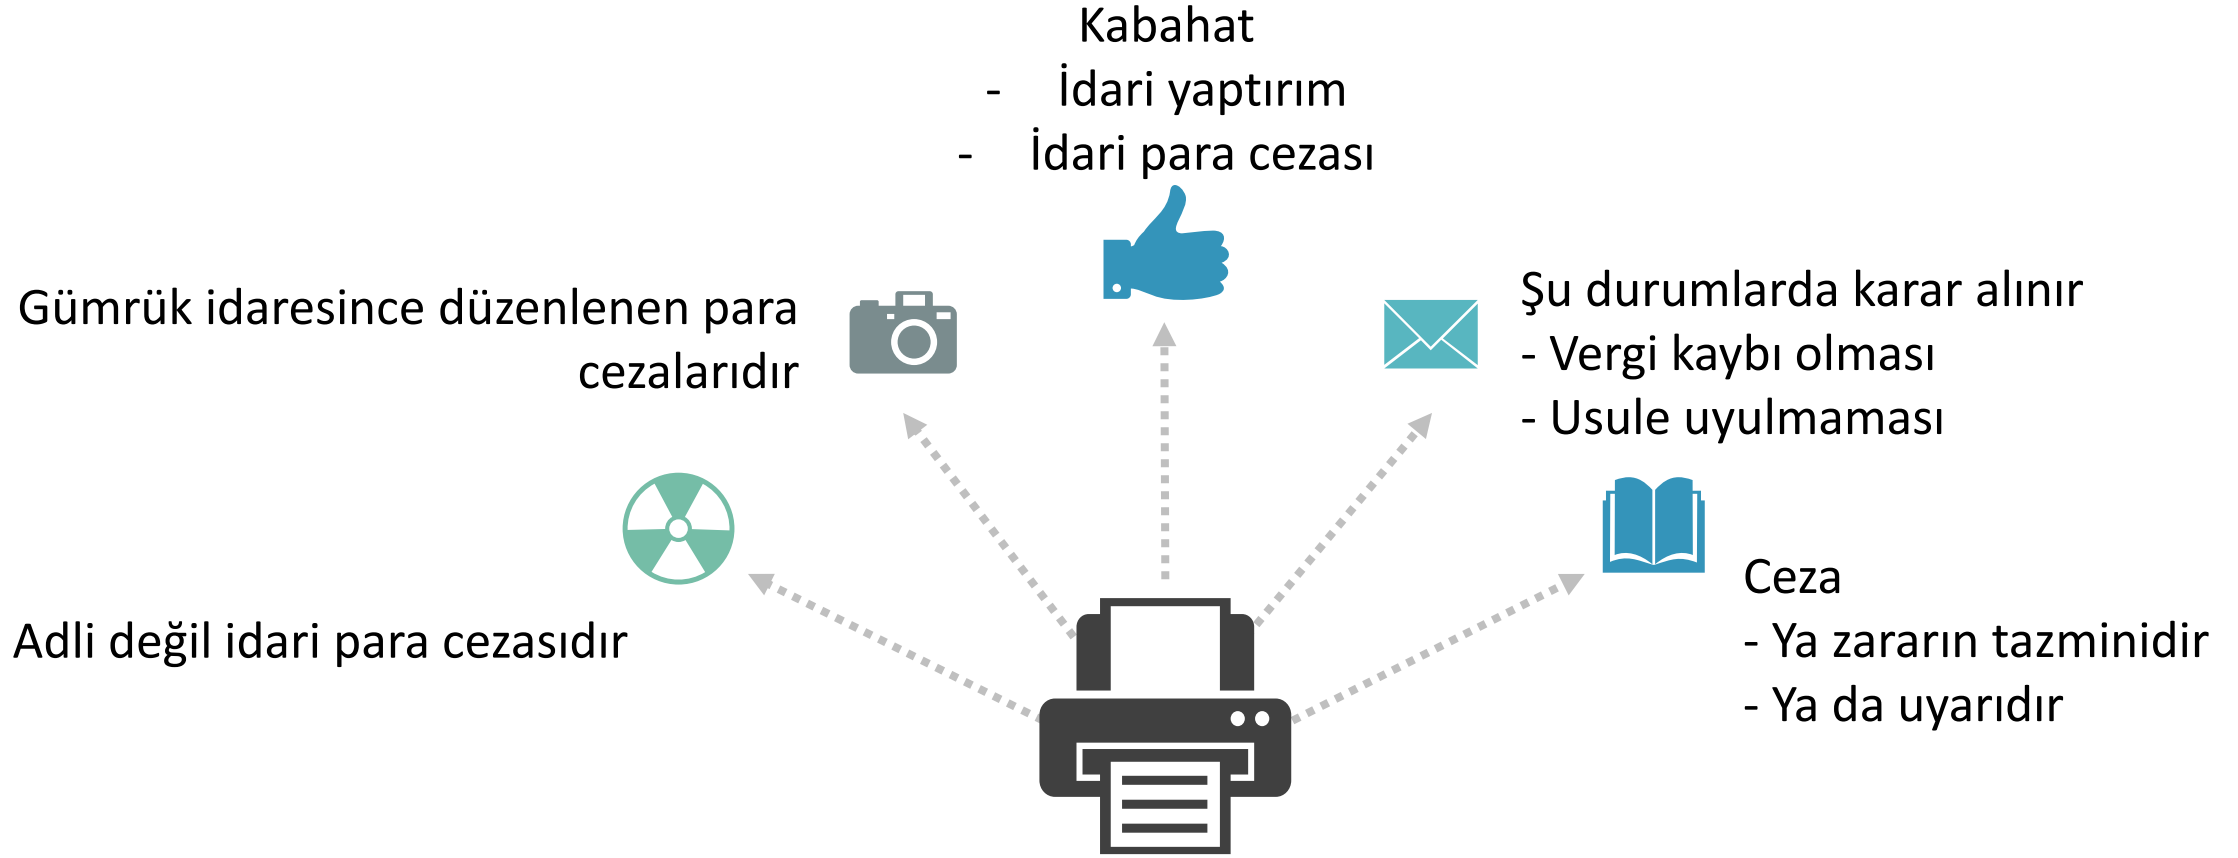 Kabahat
- İdari yaptırım
- İdari para cezası
Gümrük idaresince düzenlenen para
cezalarıdır
Şu durumlarda karar alınır
- Vergi kaybı olması
- Usule uyulmaması
Adli değil idari para cezasıdır
Ceza
- Ya zararın tazminidir
- Ya da uyarıdır